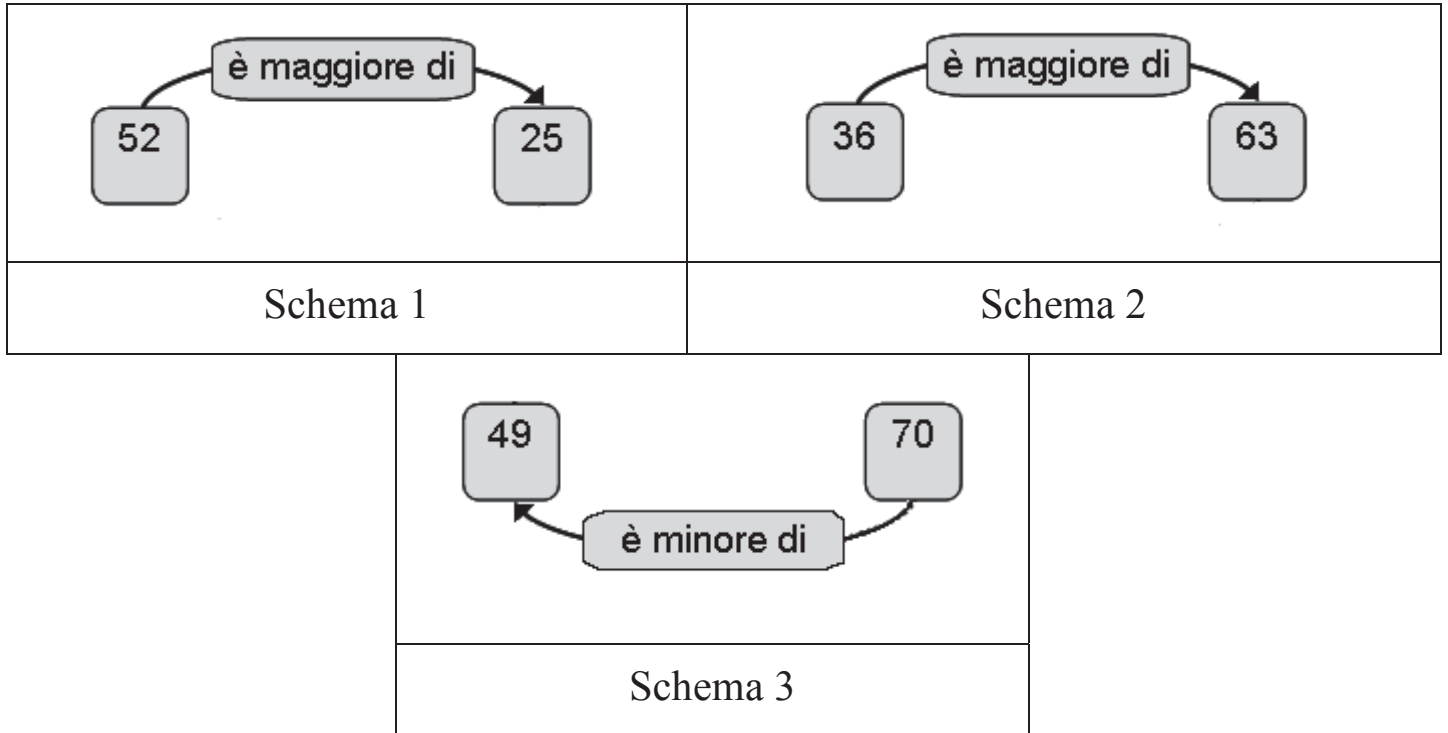 è maggiore di
52
25
è maggiore di
36
63
Schema 1
Schema 2
49
70
è minore di
Schema 3